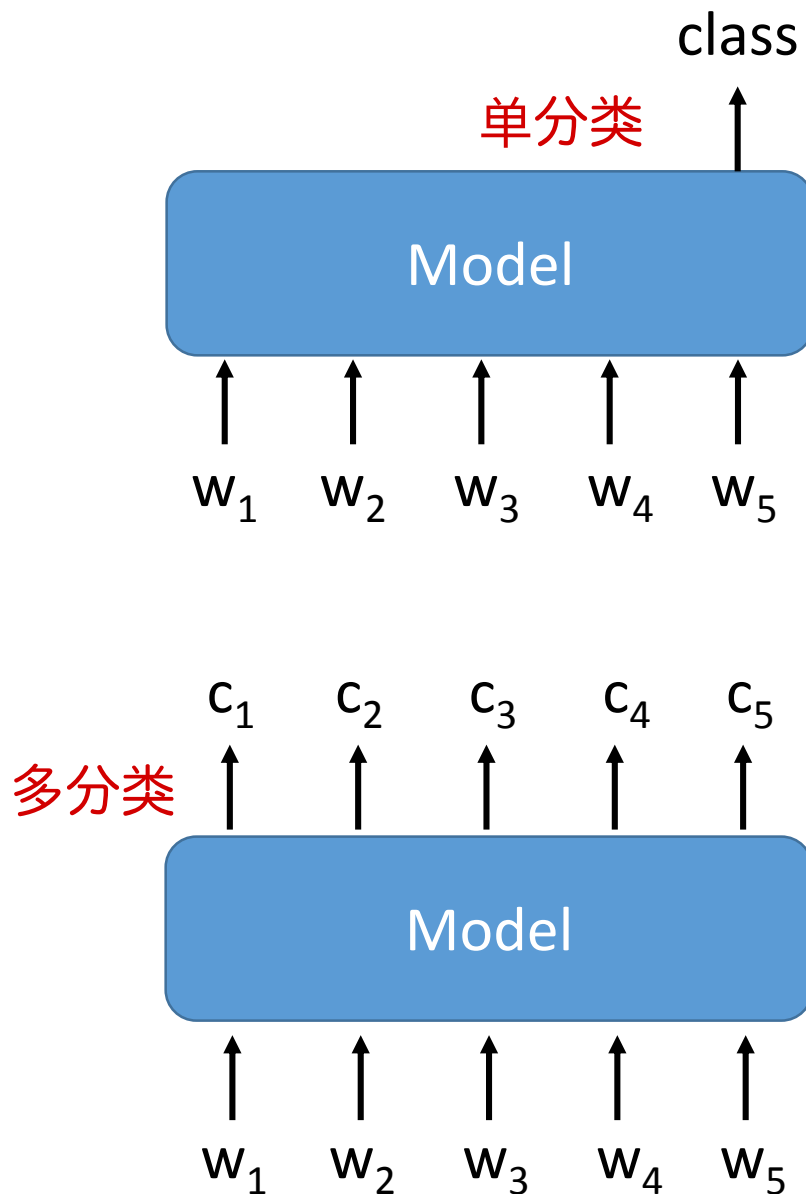 class
单分类
Model
w₁ w₂ w₃ w₄ w₅
c₁ c₂ c₃ c₄ c₅
多分类
Model
w₁ w₂ w₃ w₄ w₅